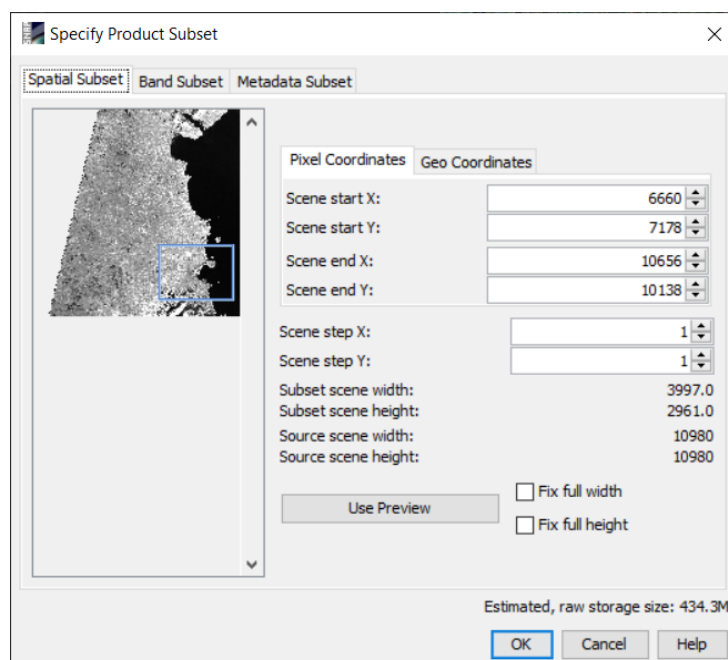 Specify Product Subset
Spatial Subset Band Subset Metadata Subset
Pixel Coordinates Geo Coordinates
Scene start X: 6660
Scene start Y: 7178
Scene end X: 10656
Scene end Y: 10138
Scene step X: 1
Scene step Y: 1
Subset scene width: 3997.0
Subset scene height: 2961.0
Source scene width: 10980
Source scene height: 10980
Use Preview
Fix full width
Fix full height
Estimated, raw storage size: 434.3M
OK Cancel Help